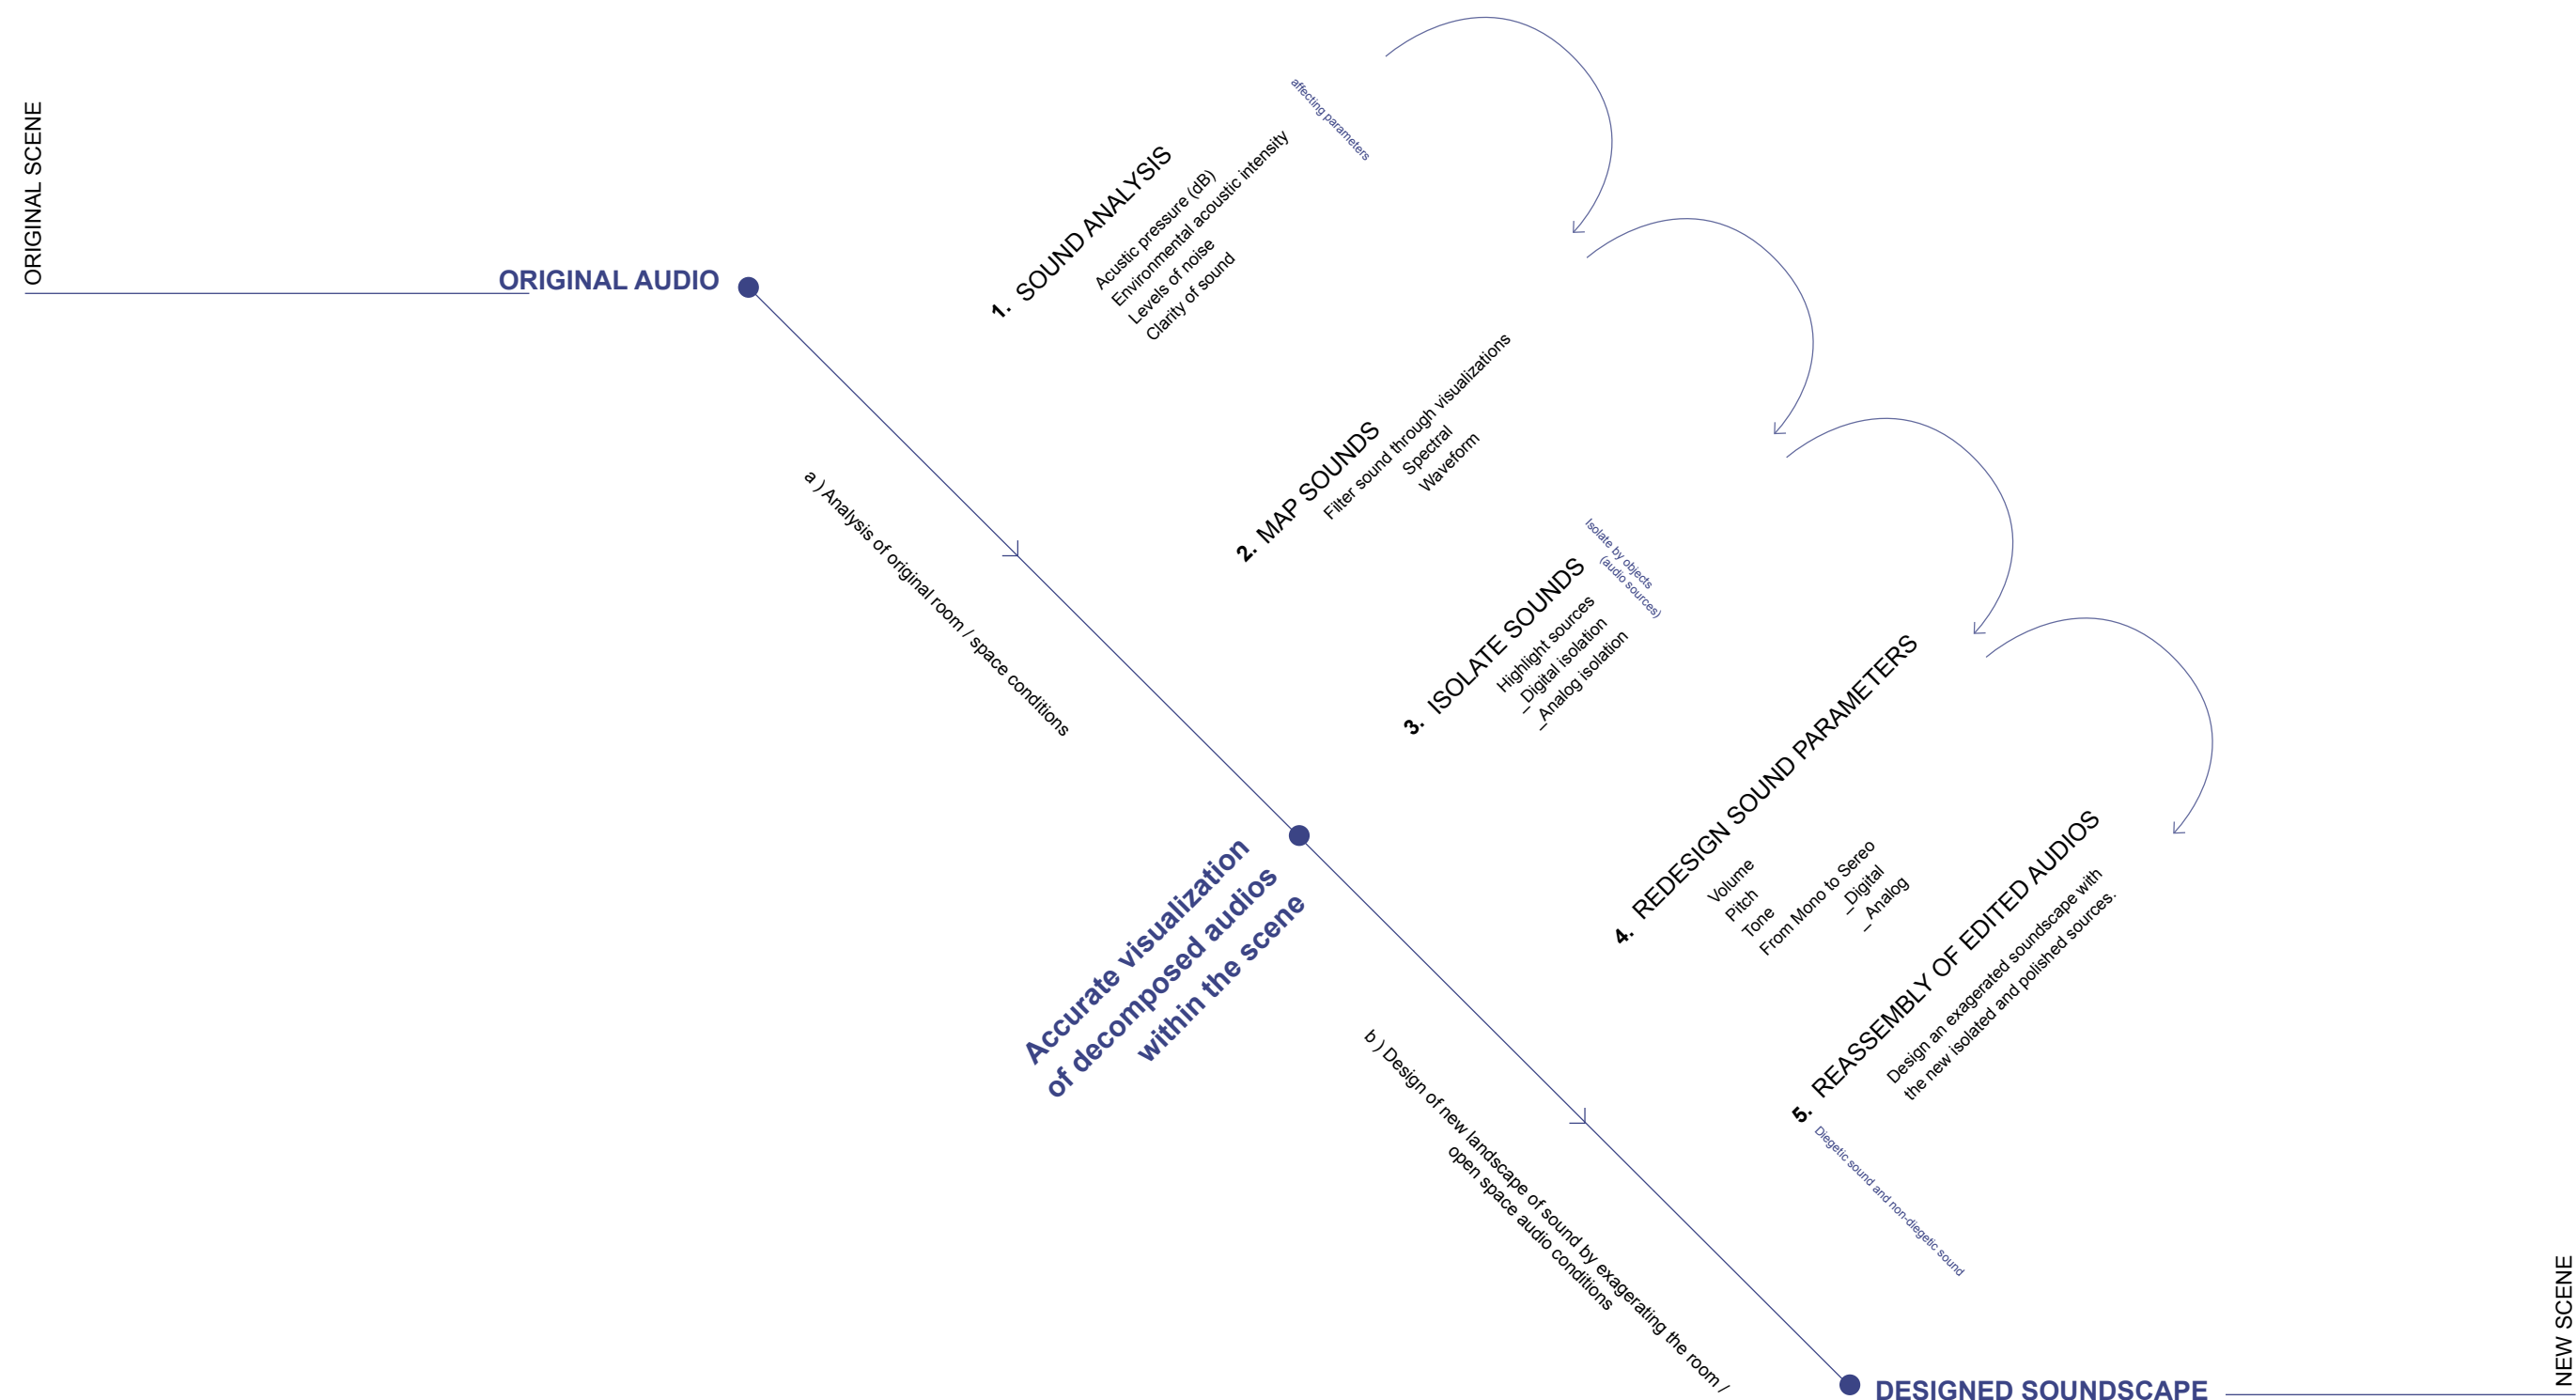 ORIGINAL SCENE
ORIGINAL AUDIO
a ) Analysis of original room / space conditions
Accurate visualization
of decomposed audios
within the scene
b ) Design of new landscape of sound by exagerating the room /
open space audio conditions
DESIGNED SOUNDSCAPE
NEW SCENE
1. SOUND ANALYSIS
Acustic pressure (dB)
Environmental acoustic intensity
Levels of noise
Clarity of sound
affecting parameters
2. MAP SOUNDS
Filter sound through visualizations
Spectral
Waveform
3. ISOLATE SOUNDS
Highlight sources
_Digital isolation
_Analog isolation
Isolate by objects
(audio sources)
4. REDESIGN SOUND PARAMETERS
Volume
Pitch
Tone
From Mono to Sereo
_Digital
_Analog
5. REASSEMBLY OF EDITED AUDIOS
Design an exagerated soundscape with
the new isolated and polished sources.
Diegetic sound and non-diegetic sound